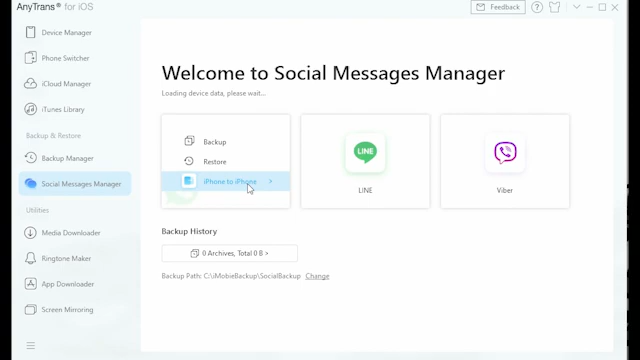 AnyTrans® for iOS
Feedback
Device Manager
Phone Switcher
iCloud Manager
iTunes Library
Backup & Restore
Backup Manager
Social Messages Manager
Utilities
Media Downloader
Ringtone Maker
App Downloader
Screen Mirroring
Welcome to Social Messages Manager
Loading device data, please wait...
Backup
Restore
iPhone to iPhone >
LINE
LINE
Viber
Backup History
0 Archives, Total 0 B >
Backup Path: C:\iMobieBackup\SocialBackup Change